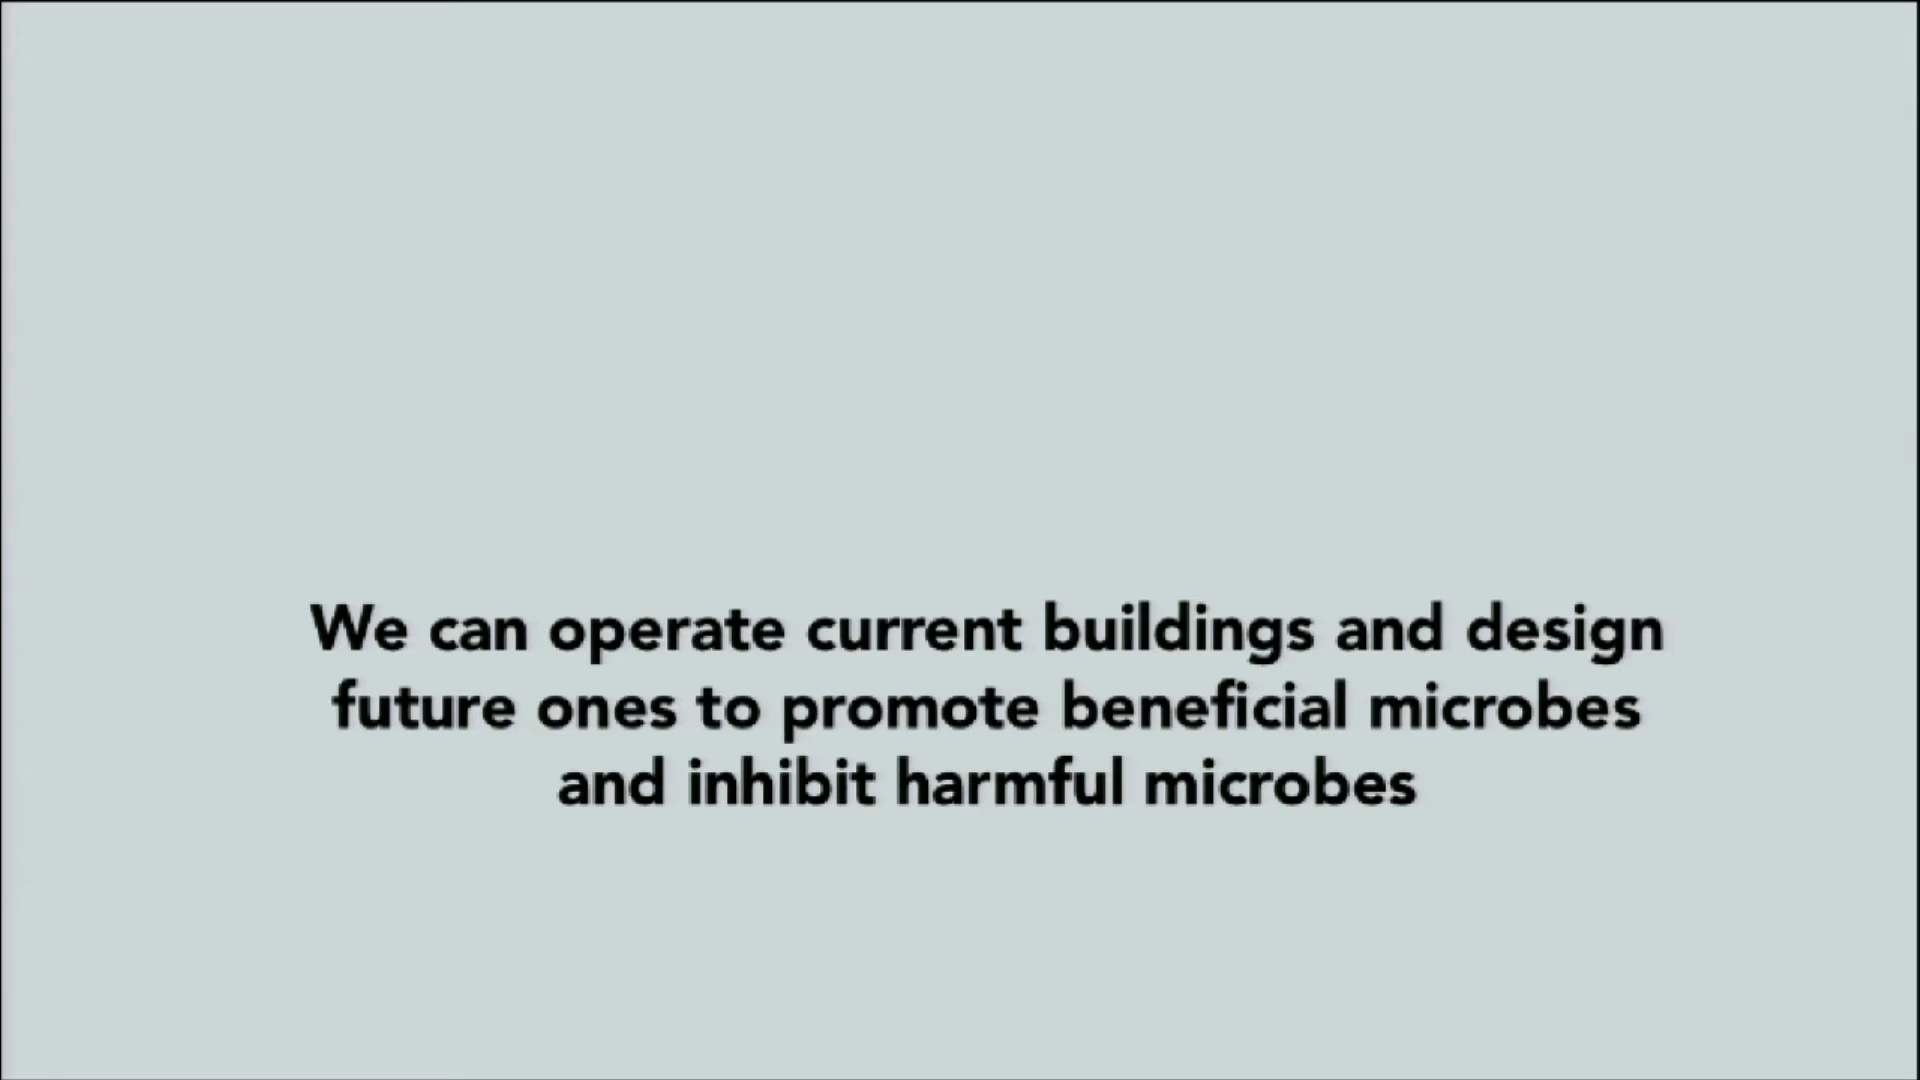 We can operate current buildings and design
future ones to promote beneficial microbes
and inhibit harmful microbes